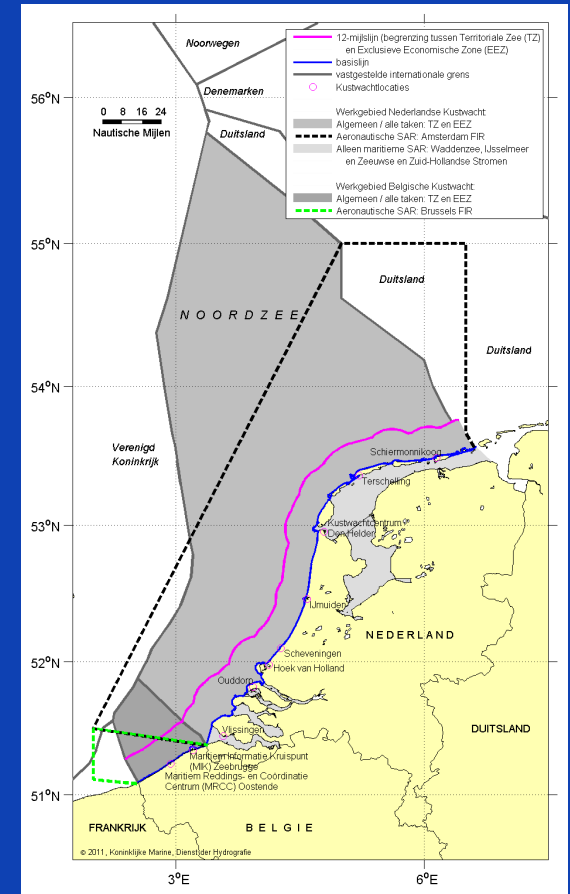 Noorwegen
Denemarken
Duitsland
56°N
0 8 16 24
Nautische Mijlen
12-mijlslijn (begrenzing tussen Territoriale Zee (TZ)
en Exclusieve Economische Zone (EEZ)
basislijn
vastgestelde internationale grens
Kustwachtlocaties
Werkgebied Nederlandse Kustwacht:
Algemeen / alle taken: TZ en EEZ
Aeronautische SAR: Amsterdam FIR
Alleen maritieme SAR: Waddenzee, IJsselmeer
en Zeeuwse en Zuid-Hollandse Stromen
Werkgebied Belgische Kustwacht:
Algemeen / alle taken: TZ en EEZ
Aeronautische SAR: Brussels FIR
55°N
Duitsland
NOORDZEE
Duitsland
54°N
Verenigd
Koninkrijk
Schiermonnikoog
Terschelling
53°N
Kustwachtcentrum
Den Helder
IJmuiden
NEDERLAND
Scheveningen
52°N
Hoek van Holland
Ouddorp
Vlissingen
DUITSLAND
Maritiem Informatie Kruispunt
(MIK) Zeebrugge
Maritiem Reddings- en Coördinatie
Centrum (MRCC) Oostende
51°N
FRANKRIJK
BELGIE
© 2011, Koninklijke Marine, Dienst der Hydrografie
3°E
6°E